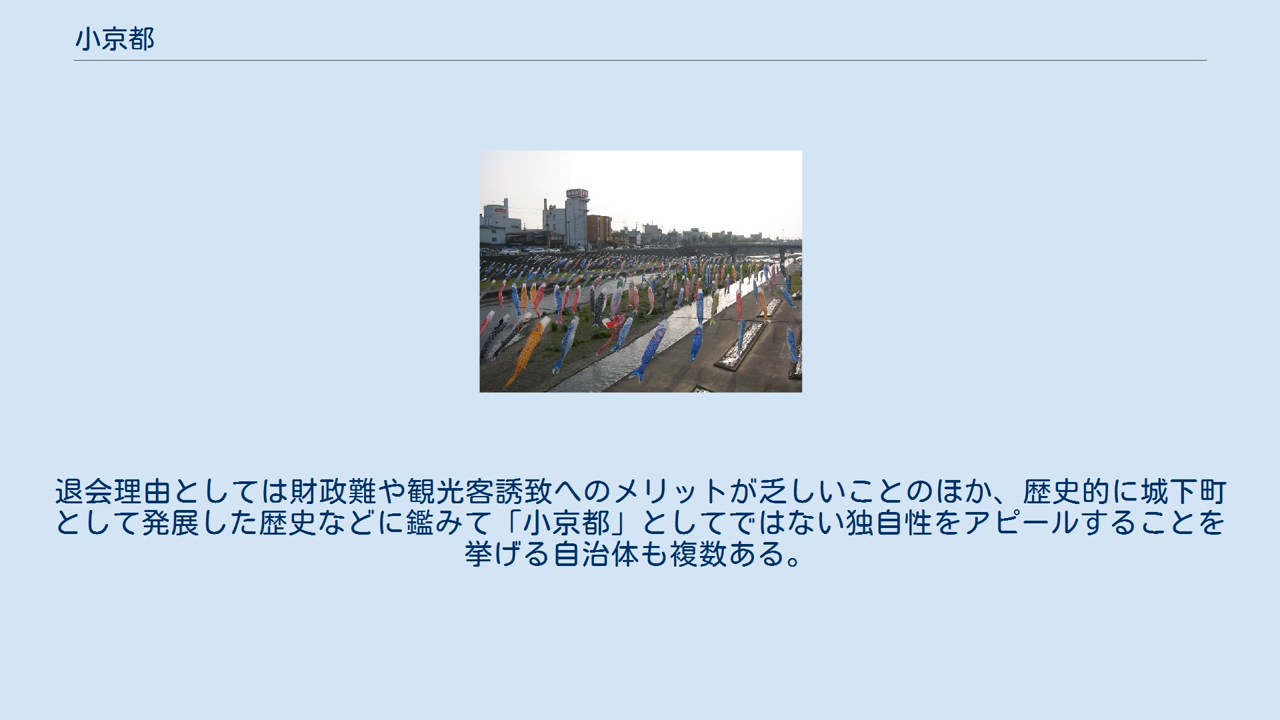 小京都
退会理由としては財政難や観光客誘致へのメリットが乏しいことのほか、歴史的に城下町
として発展した歴史などに鑑みて「小京都」としてではない独自性をアピールすることを
挙げる自治体も複数ある。